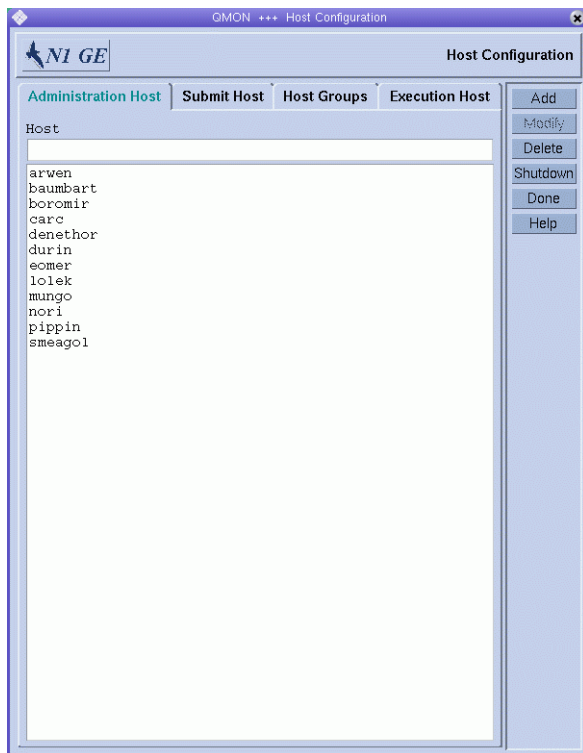 QMON +++ Host Configuration
N1 GE
Host Configuration
Administration Host
Submit Host
Host Groups
Execution Host
Host
arwen
baumbart
boromir
carc
denethor
durin
eomer
lolek
mungo
nori
pippin
smeagol
Add
Modify
Delete
Shutdown
Done
Help